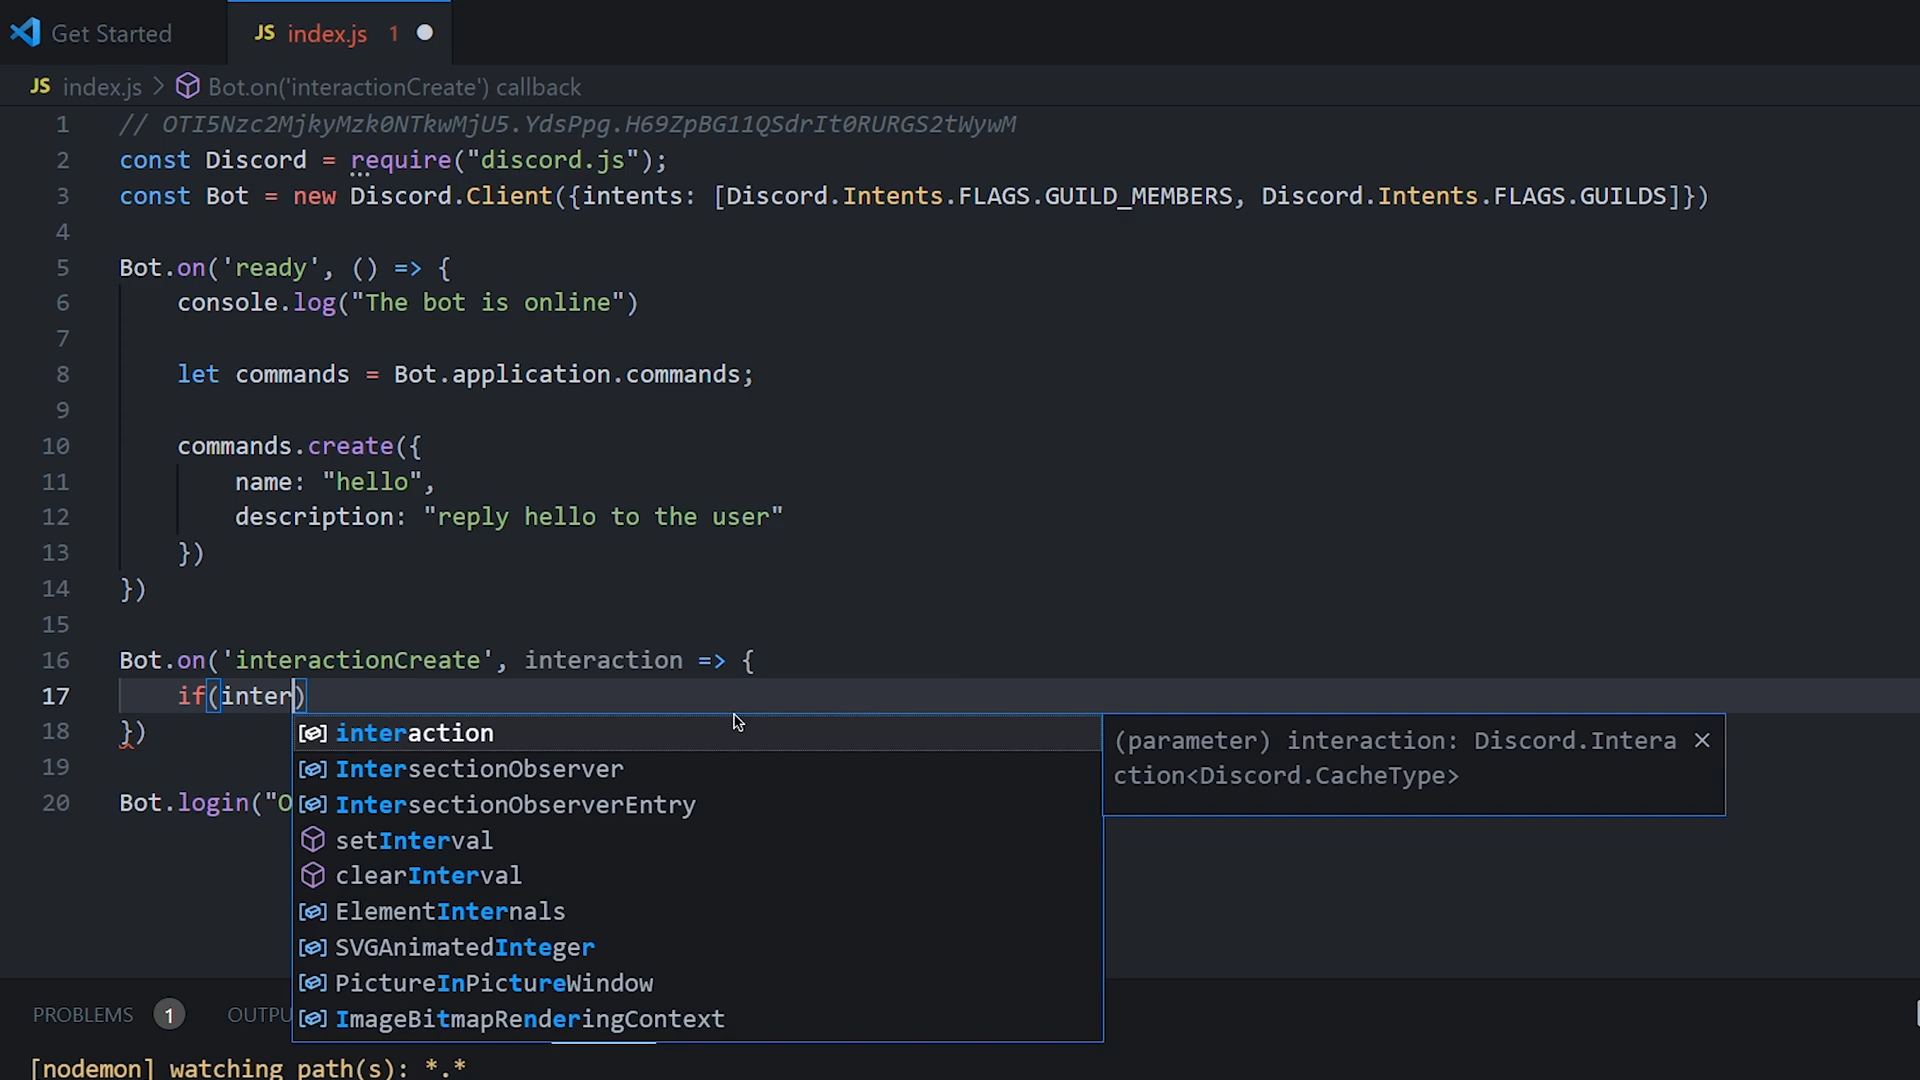 Get Started
JS index.js 1
JS index.js > Bot.on('interactionCreate') callback
1 // OTI5Nzc2MjkyMzk0NTkwMjU5.YdsPpg.H69ZpBG11QSdrIt0RURGS2tWywM
2 const Discord = require("discord.js");
3 const Bot = new Discord.Client({intents: [Discord.Intents.FLAGS.GUILD_MEMBERS, Discord.Intents.FLAGS.GUILDS]})
4
5 Bot.on('ready', () => {
6 console.log("The bot is online")
7
8 let commands = Bot.application.commands;
9
10 commands.create({
11 name: "hello",
12 description: "reply hello to the user"
13 })
14 })
15
16 Bot.on('interactionCreate', interaction => {
17 if(inter)
18 })
19
20 Bot.login("O
interaction
IntersectionObserver
IntersectionObserverEntry
setInterval
clearInterval
ElementInternals
SVGAnimatedInteger
PictureInPictureWindow
ImageBitmapRenderingContext
(parameter) interaction: Discord.Intera
ction<Discord.CacheType>
PROBLEMS 1 OUTPU
[nodemon] watching path(s): *.*